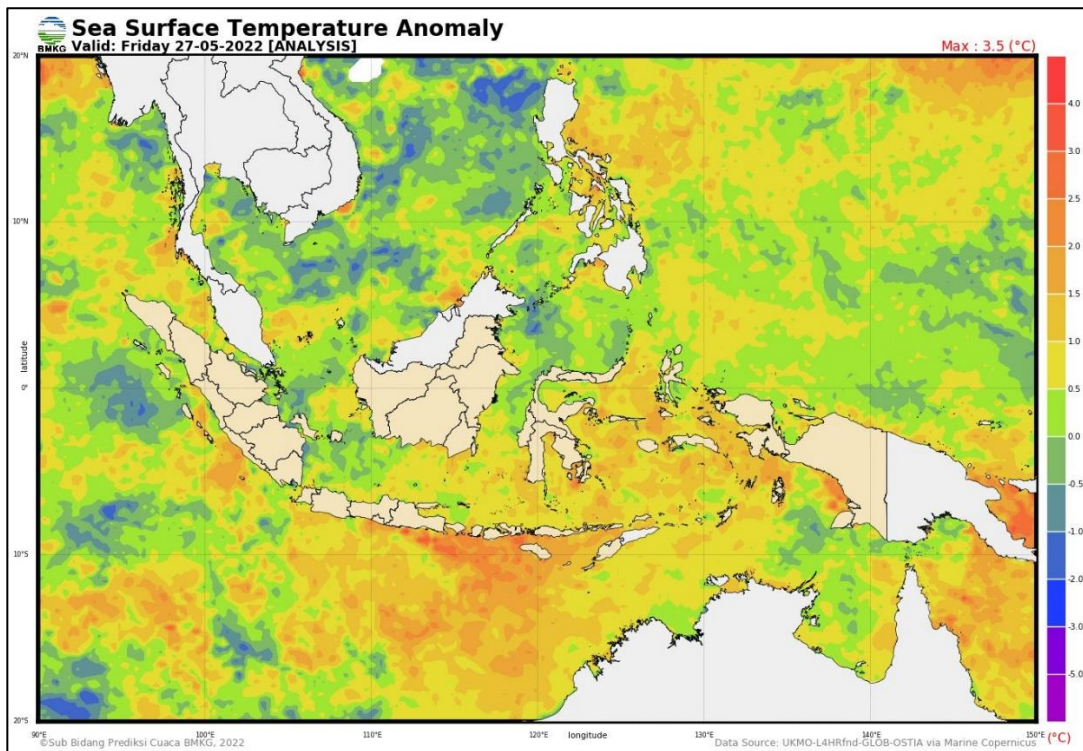 Sea Surface Temperature Anomaly
BMKG
Valid: Friday 27-05-2022 [ANALYSIS]
Max : 3.5 (°C)
20°N
10°N
0°
10°S
20°S
latitude
90°E
100°E
110°E
120°E
130°E
140°E
150°E
longitude
4.0
3.0
2.5
2.0
1.5
1.0
0.5
0.0
-0.5
-1.0
-2.0
-3.0
-5.0
(°C)
©Sub Bidang Prediksi Cuaca BMKG, 2022
Data Source: UKMO-L4HRfnd-GLOB-OSTIA via Marine Copernicus